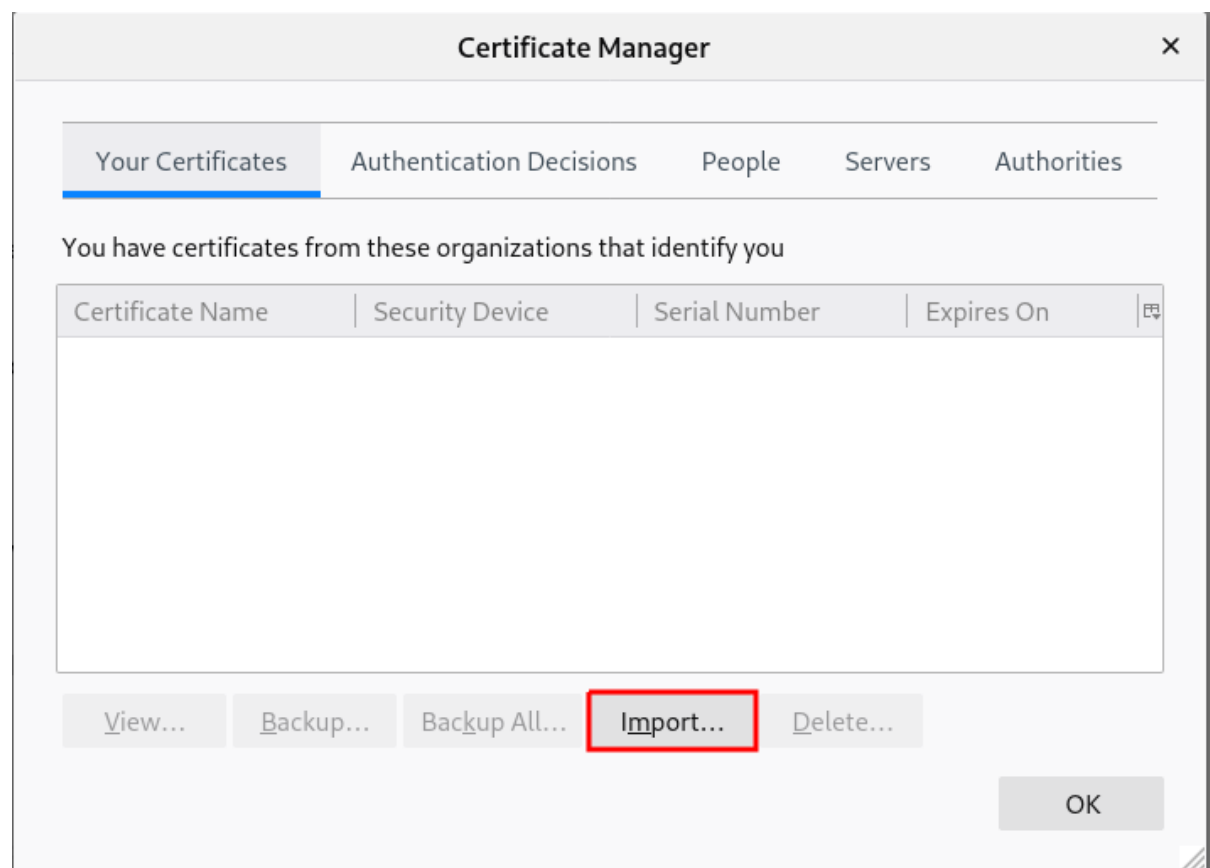 Certificate Manager ×
Your Certificates Authentication Decisions People Servers Authorities
You have certificates from these organizations that identify you
Certificate Name Security Device Serial Number Expires On
View... Backup... Backup All... Import... Delete...
OK